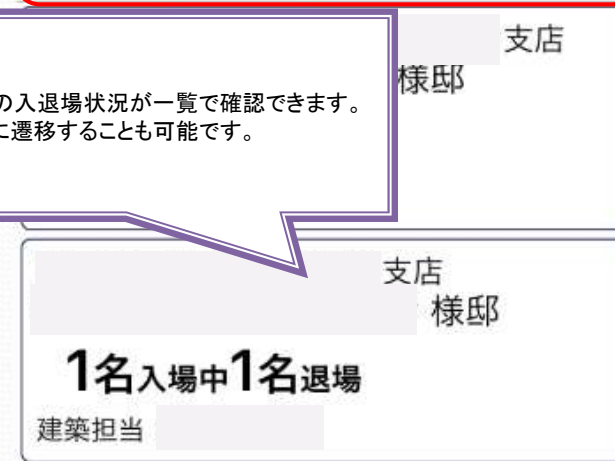 支店
様邸
の入退場状況が一覧で確認できます。
に遷移することも可能です。
支店
様邸
1名入場中1名退場
建築担当